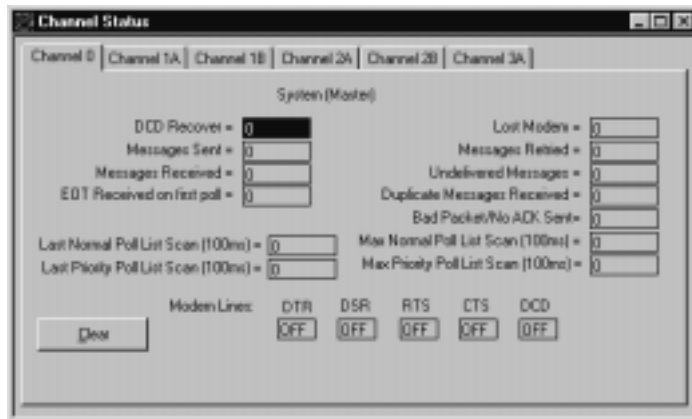 Channel Status
Channel 0 Channel 1A Channel 1B Channel 2A Channel 2B Channel 3A
System (Master)
DCD Recover = 0 Lost Modem = 0
Messages Sent = 0 Messages Retried = 0
Messages Received = 0 Undelivered Messages = 0
EOT Received on first poll = 0 Duplicate Messages Received = 0
Bad Packet/No ACK Sent= 0
Last Normal Poll List Scan (100ms) = 0 Max Normal Poll List Scan (100ms) = 0
Last Priority Poll List Scan (100ms) = 0 Max Priority Poll List Scan (100ms) = 0
Modem Lines: DTR DSR RTS CTS DCD
Clear OFF OFF OFF OFF OFF